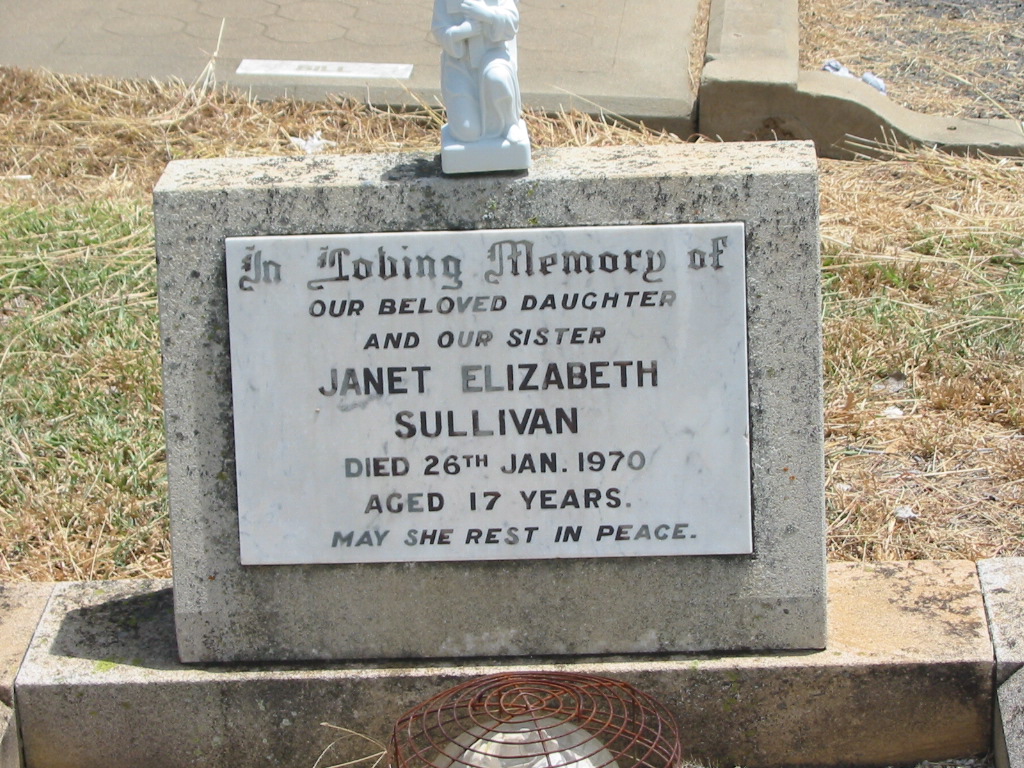 BILL
In Loving Memory of
OUR BELOVED DAUGHTER
AND OUR SISTER
JANET ELIZABETH
SULLIVAN
DIED 26TH JAN. 1970
AGED 17 YEARS.
MAY SHE REST IN PEACE.